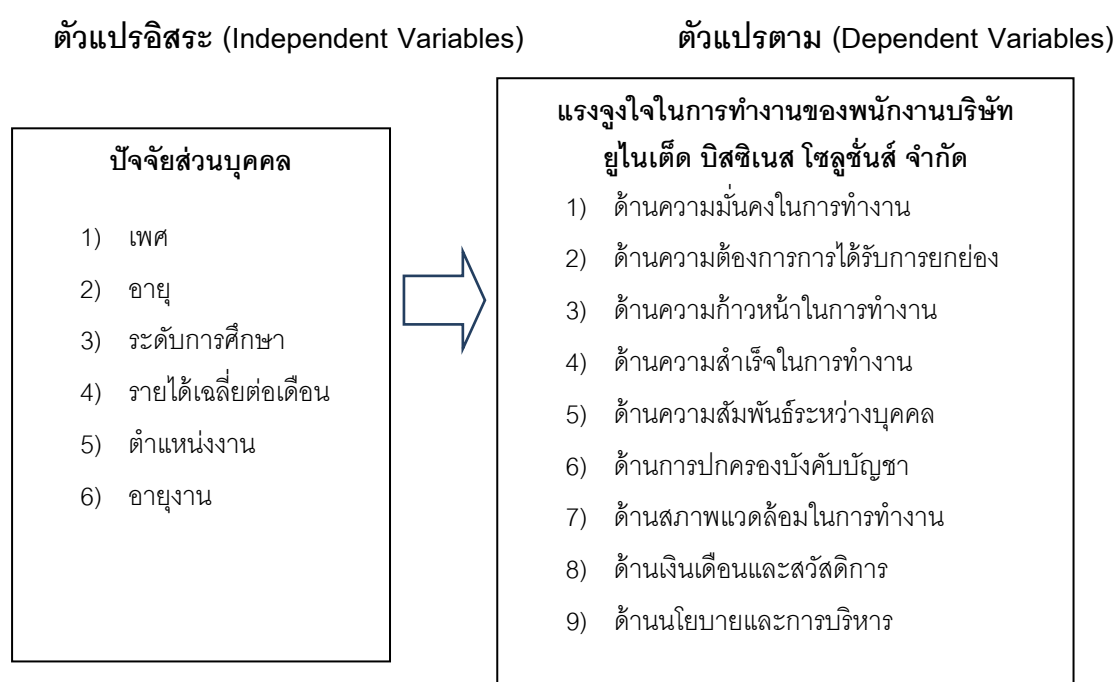 ตัวแปรอิสระ (Independent Variables)
ตัวแปรตาม (Dependent Variables)
ปัจจัยส่วนบุคคล
1) เพศ
2) อายุ
3) ระดับการศึกษา
4) รายได้เฉลี่ยต่อเดือน
5) ตำแหน่งงาน
6) อายุงาน
แรงจูงใจในการทำงานของพนักงานบริษัท
ยูไนเต็ด บิสซิเนส โซลูชั่นส์ จำกัด
1) ด้านความมั่นคงในการทำงาน
2) ด้านความต้องการการได้รับการยกย่อง
3) ด้านความก้าวหน้าในการทำงาน
4) ด้านความสำเร็จในการทำงาน
5) ด้านความสัมพันธ์ระหว่างบุคคล
6) ด้านการปกครองบังคับบัญชา
7) ด้านสภาพแวดล้อมในการทำงาน
8) ด้านเงินเดือนและสวัสดิการ
9) ด้านนโยบายและการบริหาร